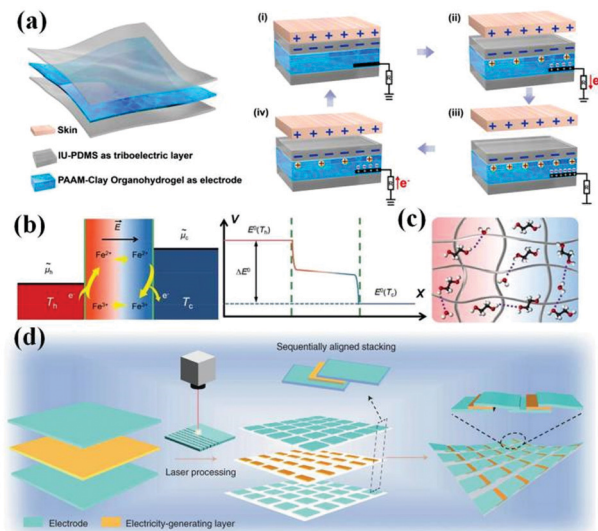 (a)
(i)
(ii)
R
R
e⁻
(iv)
(iii)
Skin
IU-PDMS as triboelectric layer
PAAM-Clay Organohydrogel as electrode
R
e⁻
R
(b)
E
μ̃h
μ̃c
Fe²⁺
Fe²⁺
e⁻
e⁻
Fe³⁺
Fe³⁺
Th
Tc
V
E⁰(Th)
ΔE⁰
E⁰(Tc)
X
(c)
(d)
Sequentially aligned stacking
Laser processing
Electrode
Electricity-generating layer